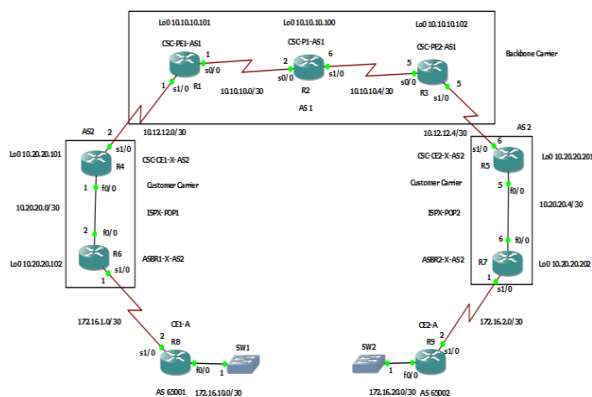 Lo0 10.10.10.101
Lo0 10.10.10.100
Lo0 10.10.10.102
CSC-PE1-AS1
CSC-P1-AS1
CSC-PE2-AS1
Backbone Carrier
1
s0/0
R1
1
s1/0
2
s0/0
R2
6
s1/0
5
s0/0
R3
5
s1/0
10.10.10.0/30
10.10.10.4/30
AS 1
10.12.12.0/30
10.12.12.4/30
AS2
2
s1/0
AS 2
6
s1/0
Lo0 10.20.20.101
R4
CSC-CE1-X-AS2
CSC-CE2-X-AS2
R5
Lo0 10.20.20.201
1
f0/0
Customer Carrier
Customer Carrier
5
f0/0
10.20.20.0/30
ISPX-POP1
ISPX-POP2
10.20.20.4/30
2
f0/0
6
f0/0
Lo0 10.20.20.102
R6
ASBR1-X-AS2
ASBR2-X-AS2
R7
Lo0 10.20.20.202
s1/0
1
1
s1/0
172.16.1.0/30
172.16.2.0/30
CE1-A
CE2-A
2
s1/0
R8
SW1
SW2
R9
2
s1/0
f0/0
1
1
f0/0
172.16.10.0/30
172.16.20.0/30
AS 65001
AS 65002